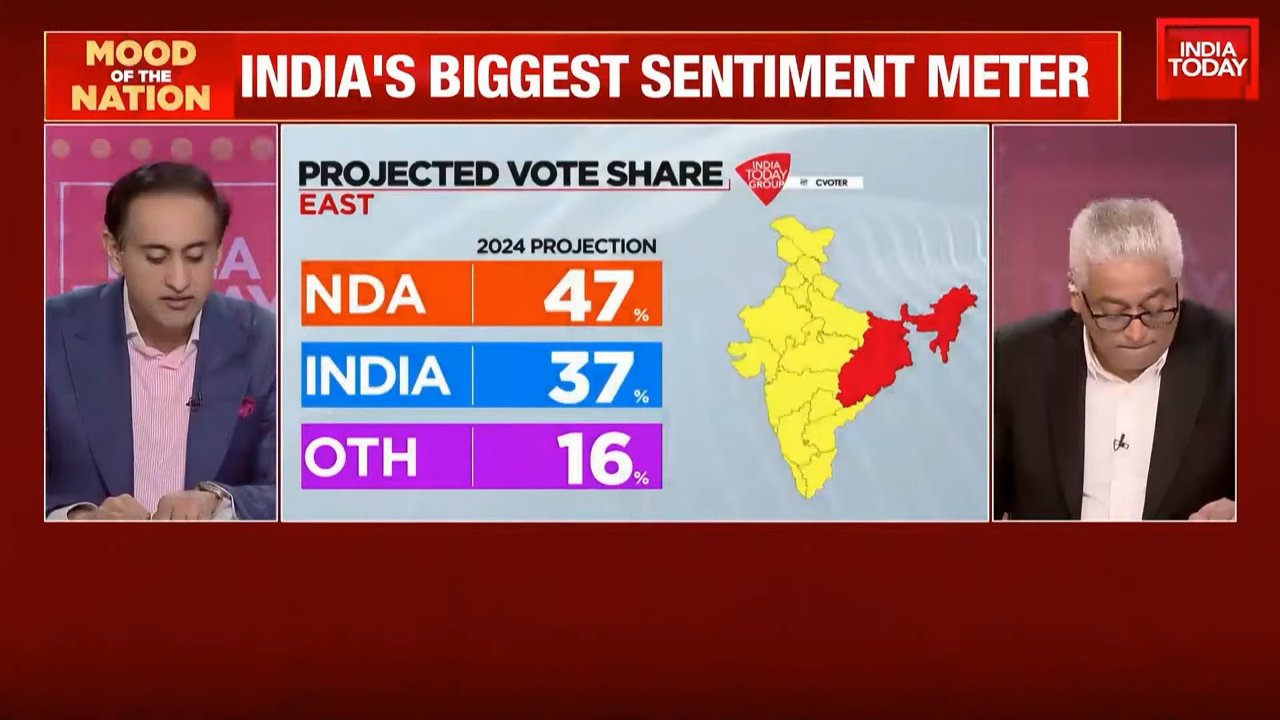 MOOD
OF THE
NATION
INDIA'S BIGGEST SENTIMENT METER
INDIA
TODAY
PROJECTED VOTE SHARE
INDIA
TODAY
GROUP
CVOTER
EAST
2024 PROJECTION
NDA 47%
INDIA 37%
OTH 16%